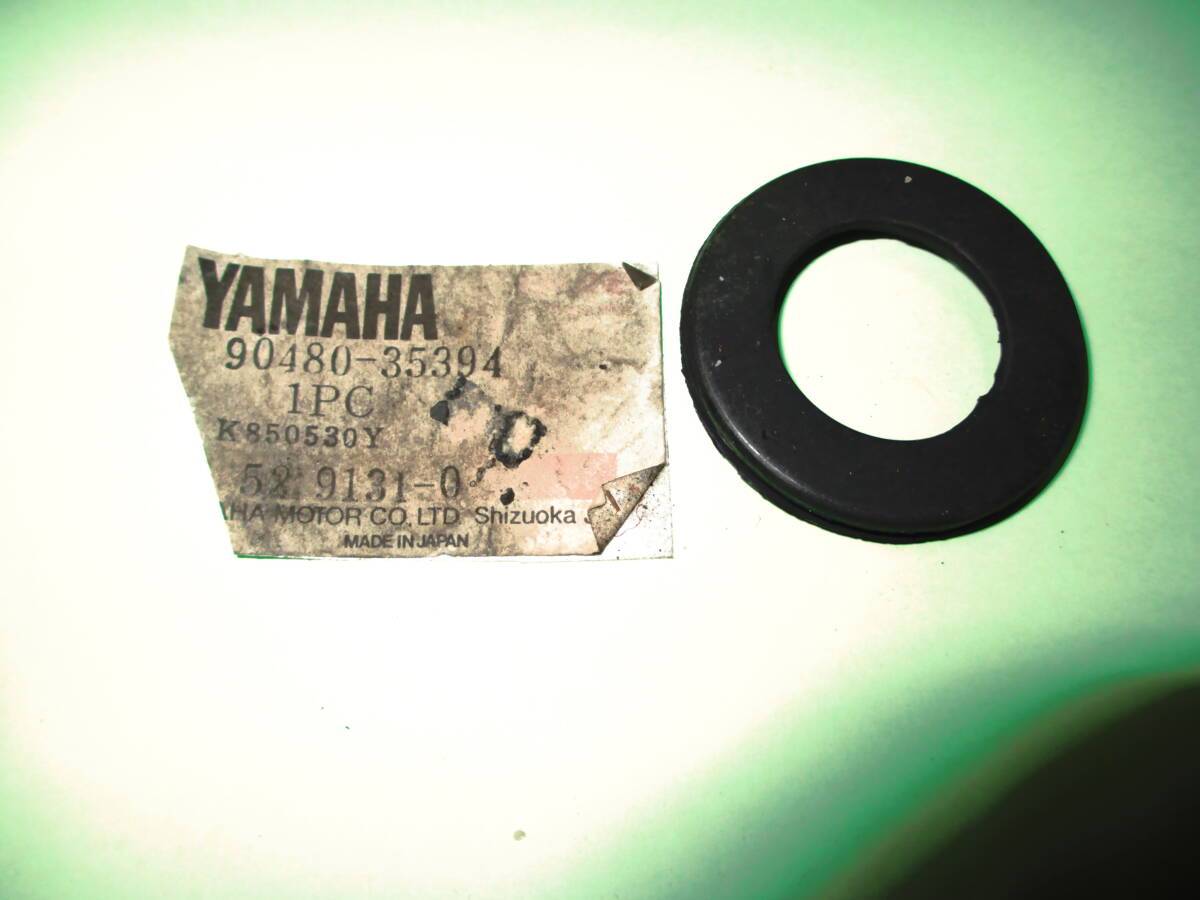 YAMAHA
90480-35394
1PC
K850530Y
52 9131-0
AHA MOTOR CO., LTD. Shizuoka J
MADE IN JAPAN